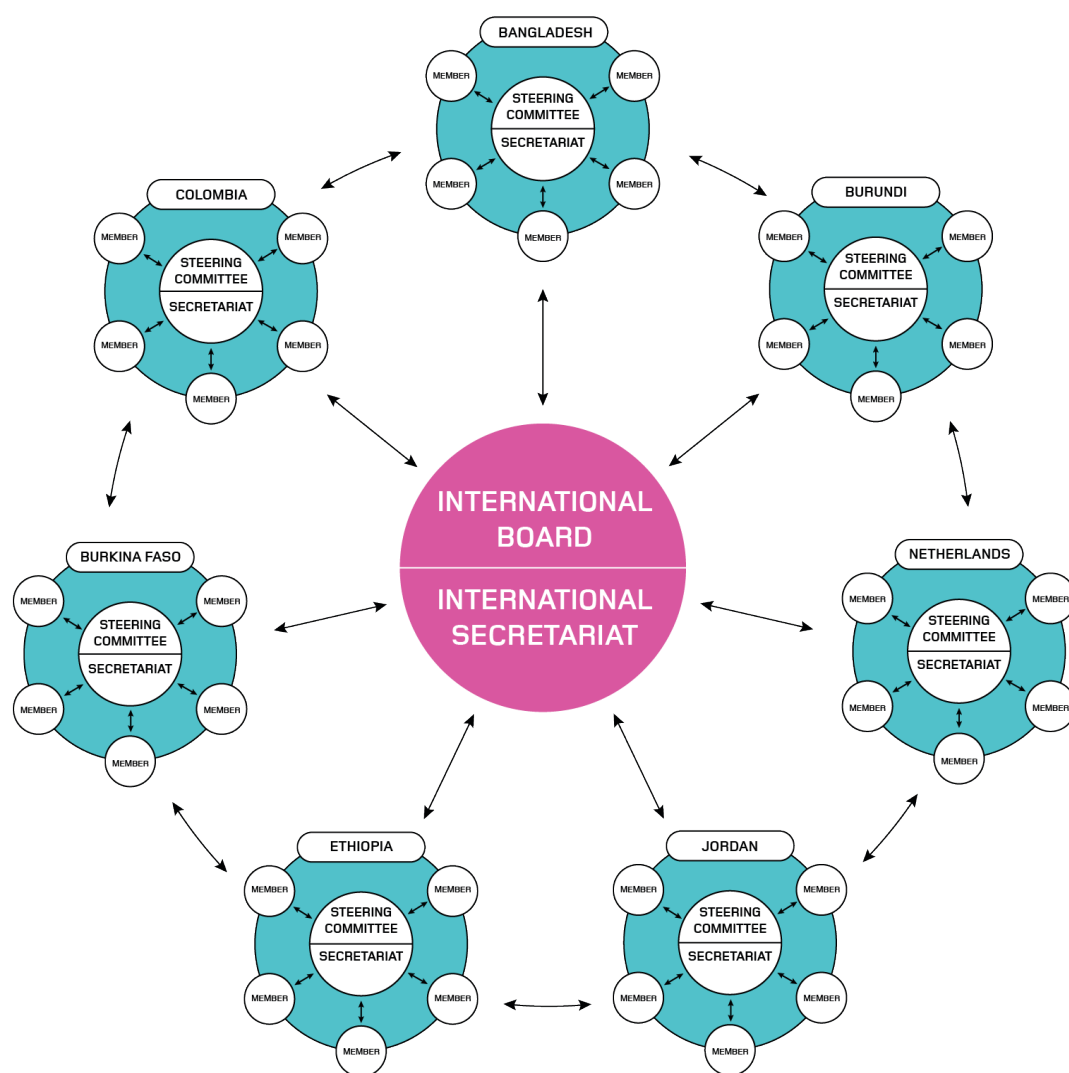 BANGLADESH
MEMBER
MEMBER
STEERING
COMMITTEE
SECRETARIAT
MEMBER
MEMBER
MEMBER
COLOMBIA
MEMBER
MEMBER
STEERING
COMMITTEE
SECRETARIAT
MEMBER
MEMBER
MEMBER
BURUNDI
MEMBER
MEMBER
STEERING
COMMITTEE
SECRETARIAT
MEMBER
MEMBER
MEMBER
INTERNATIONAL
BOARD
INTERNATIONAL
SECRETARIAT
BURKINA FASO
MEMBER
MEMBER
STEERING
COMMITTEE
SECRETARIAT
MEMBER
MEMBER
MEMBER
NETHERLANDS
MEMBER
MEMBER
STEERING
COMMITTEE
SECRETARIAT
MEMBER
MEMBER
MEMBER
ETHIOPIA
MEMBER
MEMBER
STEERING
COMMITTEE
SECRETARIAT
MEMBER
MEMBER
MEMBER
JORDAN
MEMBER
MEMBER
STEERING
COMMITTEE
SECRETARIAT
MEMBER
MEMBER
MEMBER